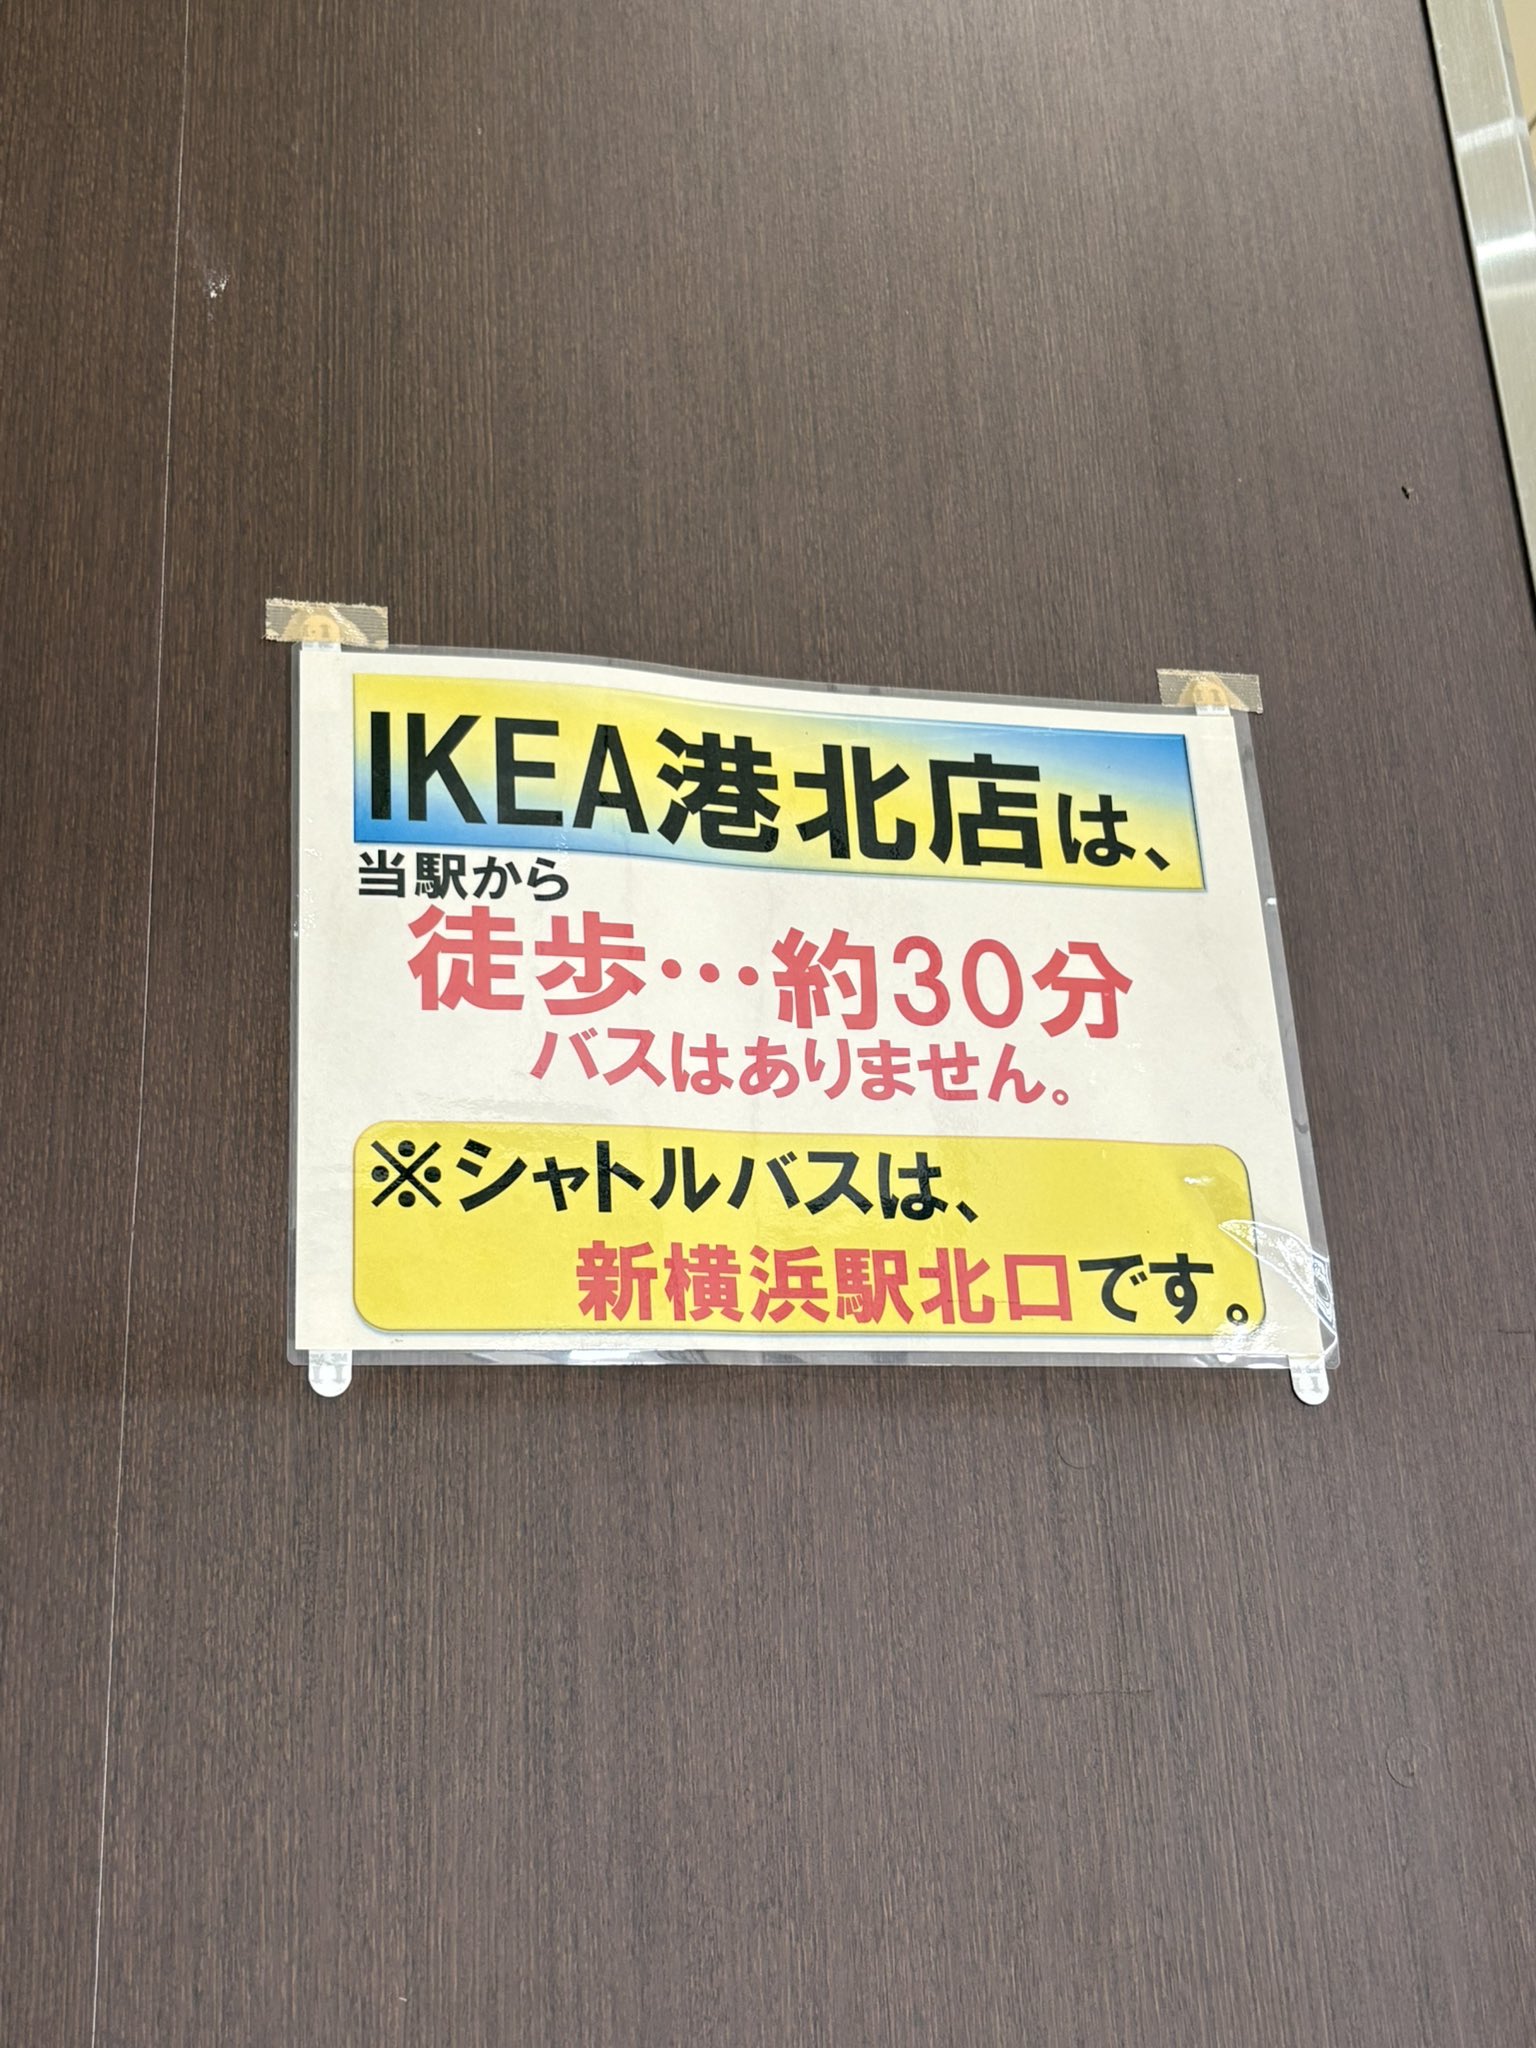 IKEA港北店は、
当駅から
徒歩…約30分
バスはありません。
※シャトルバスは、
新横浜駅北口です。